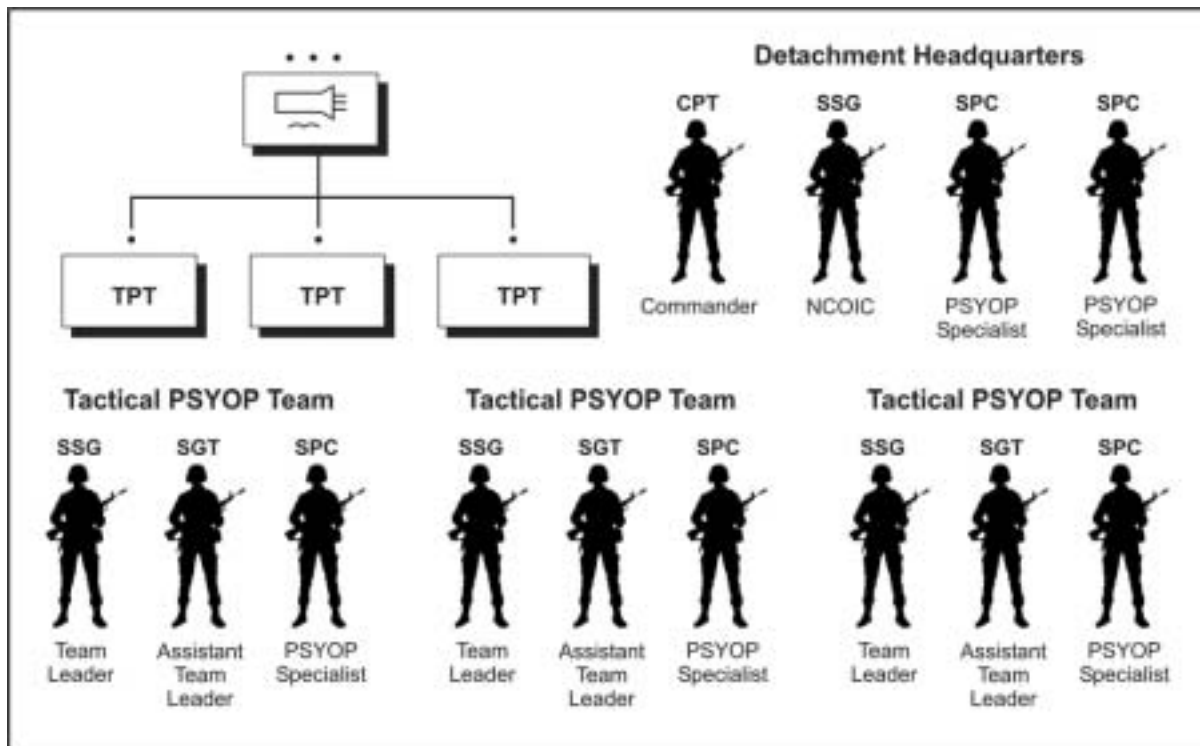 Detachment Headquarters
CPT SSG SPC SPC
TPT TPT TPT
Commander NCOIC PSYOP Specialist PSYOP Specialist
Tactical PSYOP Team Tactical PSYOP Team Tactical PSYOP Team
SSG SGT SPC SSG SGT SPC SSG SGT SPC
Team Leader Assistant Team Leader PSYOP Specialist Team Leader Assistant Team Leader PSYOP Specialist Team Leader Assistant Team Leader PSYOP Specialist